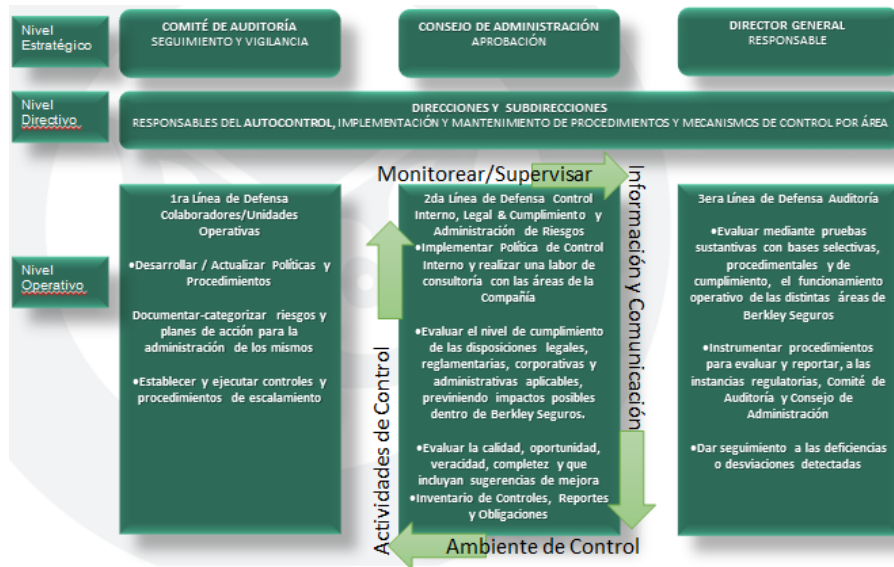 Nivel
Estratégico
COMITÉ DE AUDITORÍA
SEGUIMIENTO Y VIGILANCIA
CONSEJO DE ADMINISTRACIÓN
APROBACIÓN
DIRECTOR GENERAL
RESPONSABLE
Nivel
Directivo
DIRECCIONES Y SUBDIRECCIONES
RESPONSABLES DEL AUTOCONTROL, IMPLEMENTACIÓN Y MANTENIMIENTO DE PROCEDIMIENTOS Y MECANISMOS DE CONTROL POR ÁREA
Monitorear/Supervisar
Nivel
Operativo
1ra Línea de Defensa
Colaboradores/Unidades
Operativas
•Desarrollar / Actualizar Políticas y
Procedimientos
Documentar-categorizar riesgos y
planes de acción para la
administración de los mismos
•Establecer y ejecutar controles y
procedimientos de escalamiento
Actividades de Control
2da Línea de Defensa Control
Interno, Legal & Cumplimiento y
Administración de Riesgos
•Implementar Política de Control
Interno y realizar una labor de
consultoría con las áreas de la
Compañía
•Evaluar el nivel de cumplimiento
de las disposiciones legales,
reglamentarias, corporativas y
administrativas aplicables,
previniendo impactos posibles
dentro de Berkley Seguros.
•Evaluar la calidad, oportunidad,
veracidad, completez y que
incluyan sugerencias de mejora
•Inventario de Controles, Reportes
y Obligaciones
Información y Comunicación
3era Línea de Defensa Auditoría
•Evaluar mediante pruebas
sustantivas con bases selectivas,
procedimentales y de
cumplimiento, el funcionamiento
operativo de las distintas áreas de
Berkley Seguros
•Instrumentar procedimientos
para evaluar y reportar, a las
instancias regulatorias, Comité de
Auditoría y Consejo de
Administración
•Dar seguimiento a las deficiencias
o desviaciones detectadas
Ambiente de Control